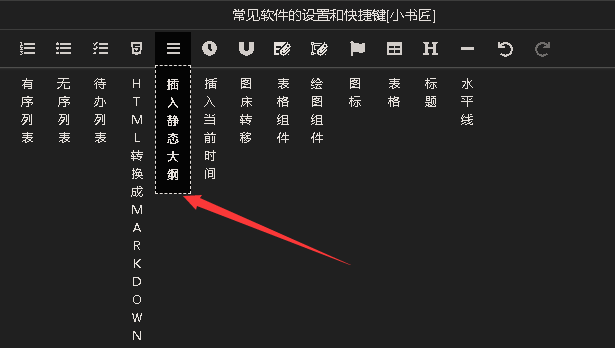 常见软件的设置和快捷键[小书匠]
有序列表
无序列表
待办列表
HTML转换成MARKDOWN
插入静态大纲
插入当前时间
图床转移
表格组件
绘图组件
图标
表格
标题
水平线